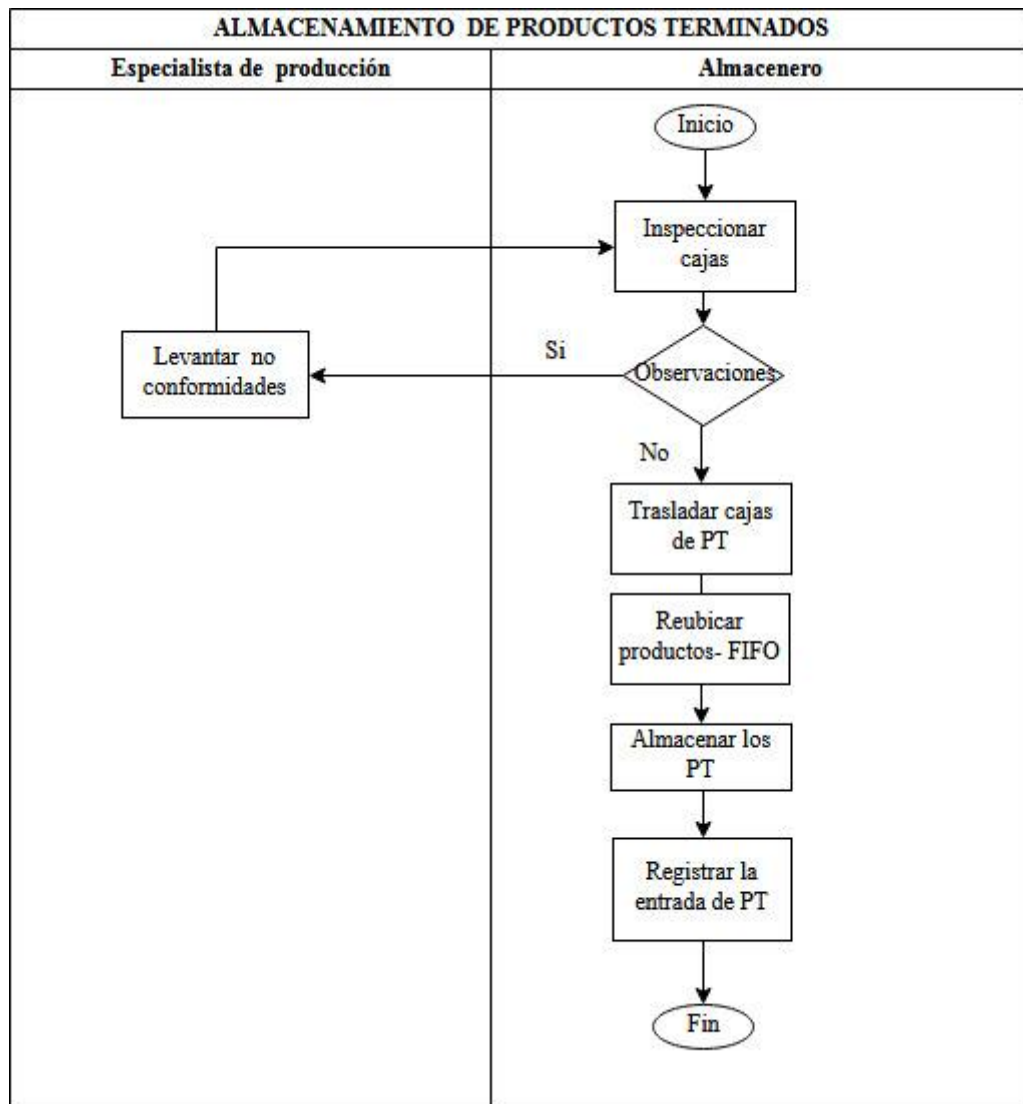 ALMACENAMIENTO DE PRODUCTOS TERMINADOS
Especialista de producción
Almacenero
Inicio
Inspeccionar
cajas
Levantar no
conformidades
Si
Observaciones
No
Trasladar cajas
de PT
Reubicar
productos- FIFO
Almacenar los
PT
Registrar la
entrada de PT
Fin